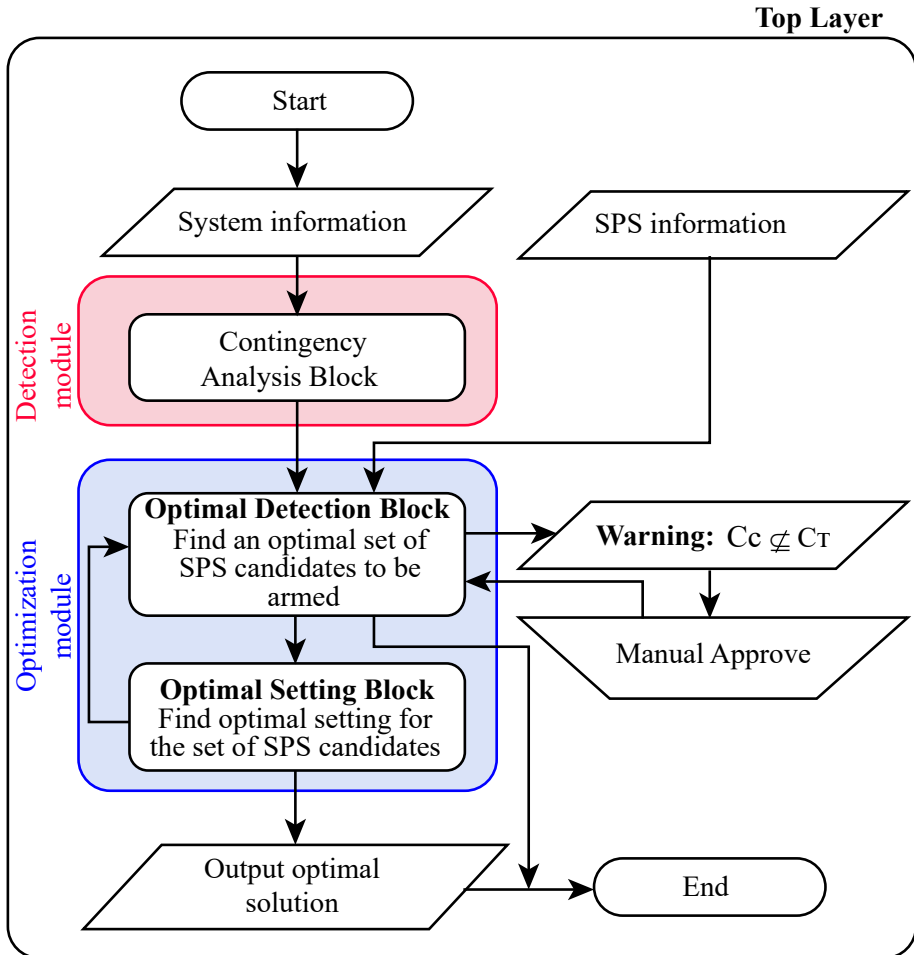 Top Layer
Start
System information
SPS information
Detection
module
Contingency
Analysis Block
Optimization
module
Optimal Detection Block
Find an optimal set of
SPS candidates to be
armed
Warning: Cc ⊈ CT
Manual Approve
Optimal Setting Block
Find optimal setting for
the set of SPS candidates
Output optimal
solution
End